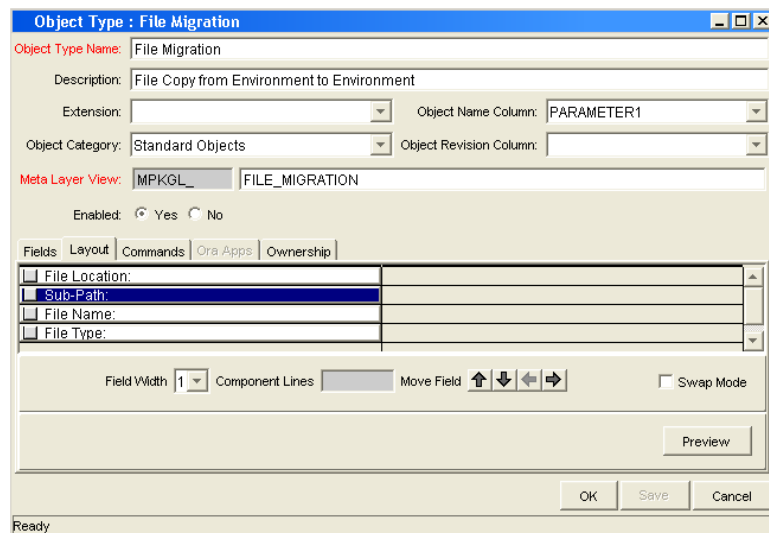 Object Type : File Migration
Object Type Name: File Migration
Description: File Copy from Environment to Environment
Extension: Object Name Column: PARAMETER1
Object Category: Standard Objects Object Revision Column:
Meta Layer View: MPKGL_ FILE_MIGRATION
Enabled: Yes No
Fields Layout Commands Ora Apps Ownership
File Location:
Sub-Path:
File Name:
File Type:
Field Width 1 Component Lines Move Field Swap Mode
Preview
OK Save Cancel
Ready